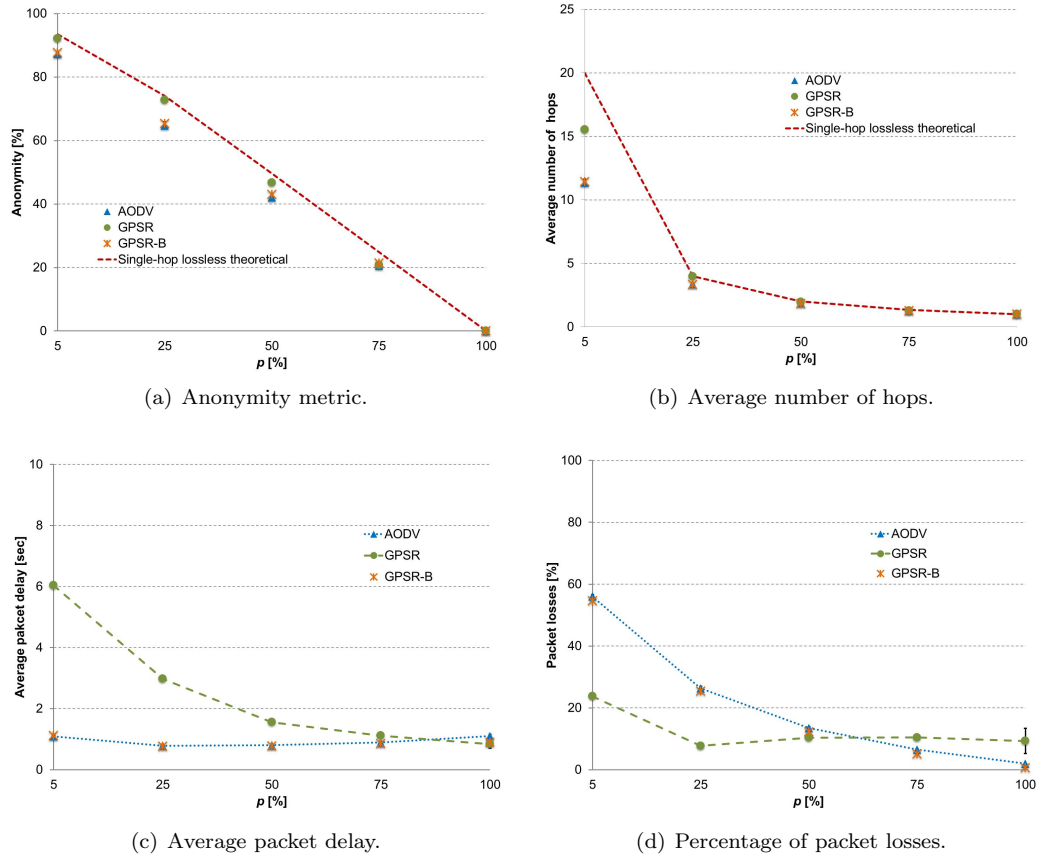 100
80
60
40
20
0
Anonymity [%]
AODV
GPSR
GPSR-B
Single-hop lossless theoretical
5 25 50 75 100
p [%]
(a) Anonymity metric.
25
20
15
10
5
0
Average number of hops
AODV
GPSR
GPSR-B
Single-hop lossless theoretical
5 25 50 75 100
p [%]
(b) Average number of hops.
10
8
6
4
2
0
Average pakcet delay [sec]
AODV
GPSR
GPSR-B
5 25 50 75 100
p [%]
(c) Average packet delay.
100
80
60
40
20
0
Packet losses [%]
AODV
GPSR
GPSR-B
5 25 50 75 100
p [%]
(d) Percentage of packet losses.